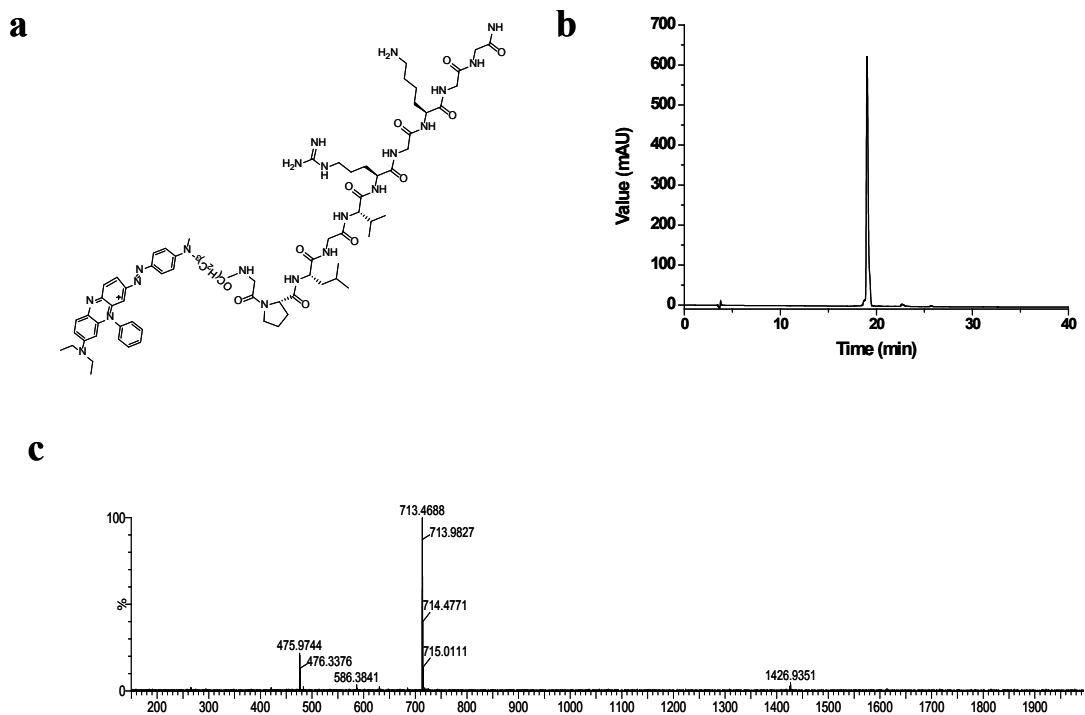 a
b
c
NH
O
H₂N
NH
O
O
NH
HN
O
O
NH
NH
HN
O
H₂N
N
H
O
NH
O
HN
O
NH
O
HN
O
N
O
NH
N
N
N
N
+
N
N
700
600
500
400
300
200
100
0
Value (mAU)
0
10
20
30
40
Time (min)
100
%
0
713.4688
713.9827
714.4771
715.0111
475.9744
476.3376
586.3841
1426.9351
200 300 400 500 600 700 800 900 1000 1100 1200 1300 1400 1500 1600 1700 1800 1900